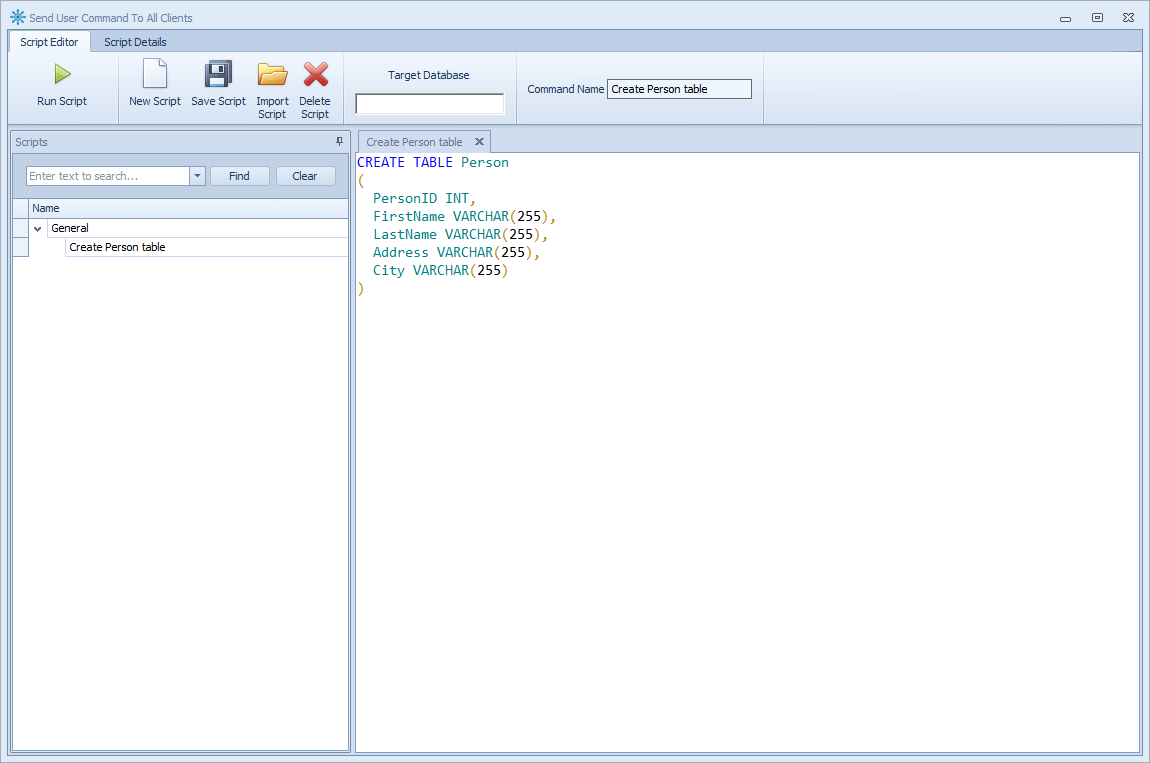 Send User Command To All Clients
Script Editor Script Details
Run Script
New Script
Save Script
Import
Script
Delete
Script
Target Database
Command Name Create Person table
Scripts
Enter text to search...
Find
Clear
Name
General
Create Person table
Create Person table
CREATE TABLE Person
(
  PersonID INT,
  FirstName VARCHAR(255),
  LastName VARCHAR(255),
  Address VARCHAR(255),
  City VARCHAR(255)
)